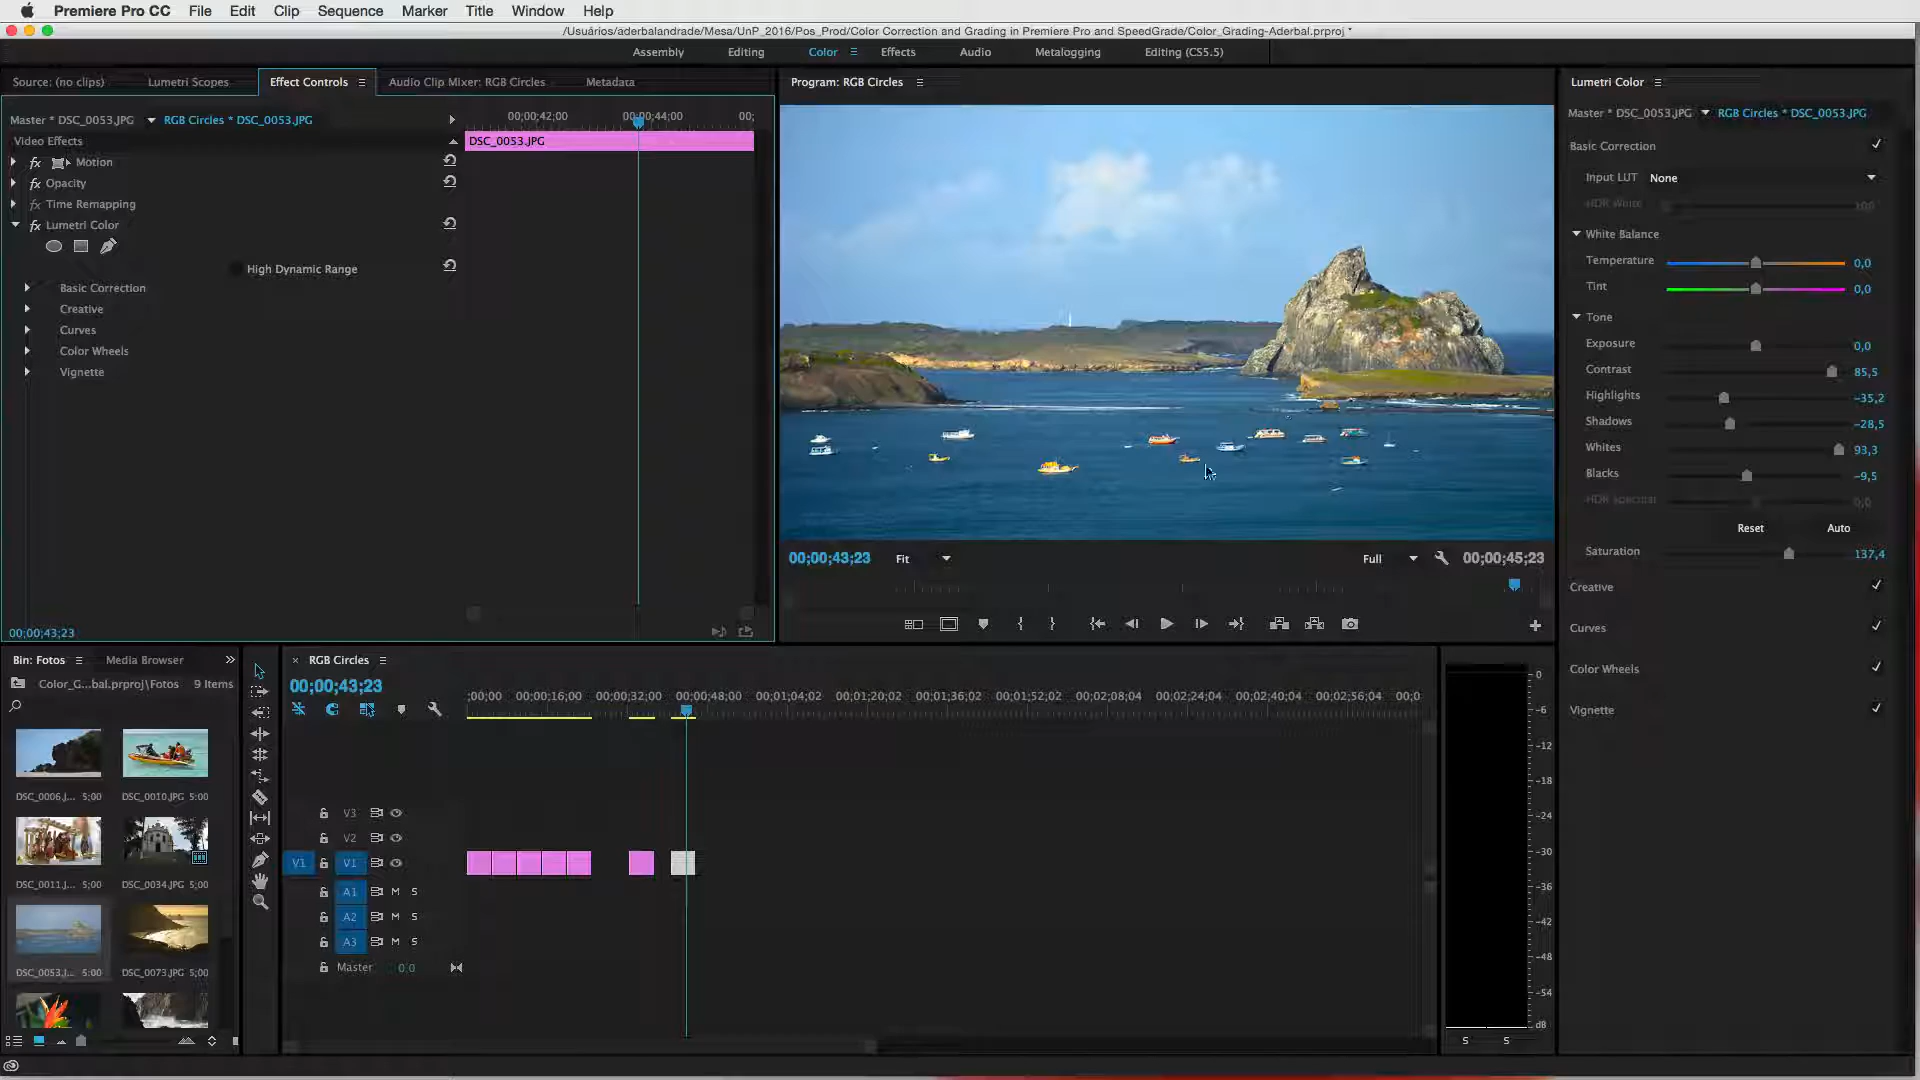 Premiere Pro CC File Edit Clip Sequence Marker Title Window Help
/Usuários/aderbalandrade/Mesa/UnP_2016/Pos_Prod/Color Correction and Grading in Premiere Pro and SpeedGrade/Color_Grading-Aderbal.prproj *
Assembly Editing Color Effects Audio Metalogging Editing (CS5.5)
Source: (no clips) Lumetri Scopes Effect Controls Audio Clip Mixer: RGB Circles Metadata
Master * DSC_0053.JPG RGB Circles * DSC_0053.JPG
00;00;42;00 00;00;44;00 00;
Video Effects
DSC_0053.JPG
fx Motion
fx Opacity
fx Time Remapping
fx Lumetri Color
High Dynamic Range
Basic Correction
Creative
Curves
Color Wheels
Vignette
00;00;43;23
Program: RGB Circles
00;00;43;23 Fit Full 00;00;45;23
Lumetri Color
Master * DSC_0053.JPG RGB Circles * DSC_0053.JPG
Basic Correction
Input LUT None
HDR White 100
White Balance
Temperature 0,0
Tint 0,0
Tone
Exposure 0,0
Contrast 85,5
Highlights -35,2
Shadows -28,5
Whites 93,3
Blacks -9,5
HDR Specular 0,0
Reset Auto
Saturation 137,4
Creative
Curves
Color Wheels
Vignette
Bin: Fotos Media Browser
Color_G...bal.prproj\Fotos 9 Items
DSC_0006.J... 5;00 DSC_0010.JPG 5;00
DSC_0011.J... 5;00 DSC_0034.JPG 5;00
DSC_0053.J... 5;00 DSC_0073.JPG 5;00
RGB Circles
00;00;43;23
;00;00 00;00;16;00 00;00;32;00 00;00;48;00 00;01;04;02 00;01;20;02 00;01;36;02 00;01;52;02 00;02;08;04 00;02;24;04 00;02;40;04 00;02;56;04 00;0
V3
V2
V1 V1
A1 M S
A2 M S
A3 M S
Master 0,0
0
-6
-12
-18
-24
-30
-36
-42
-48
-54
dB
S S